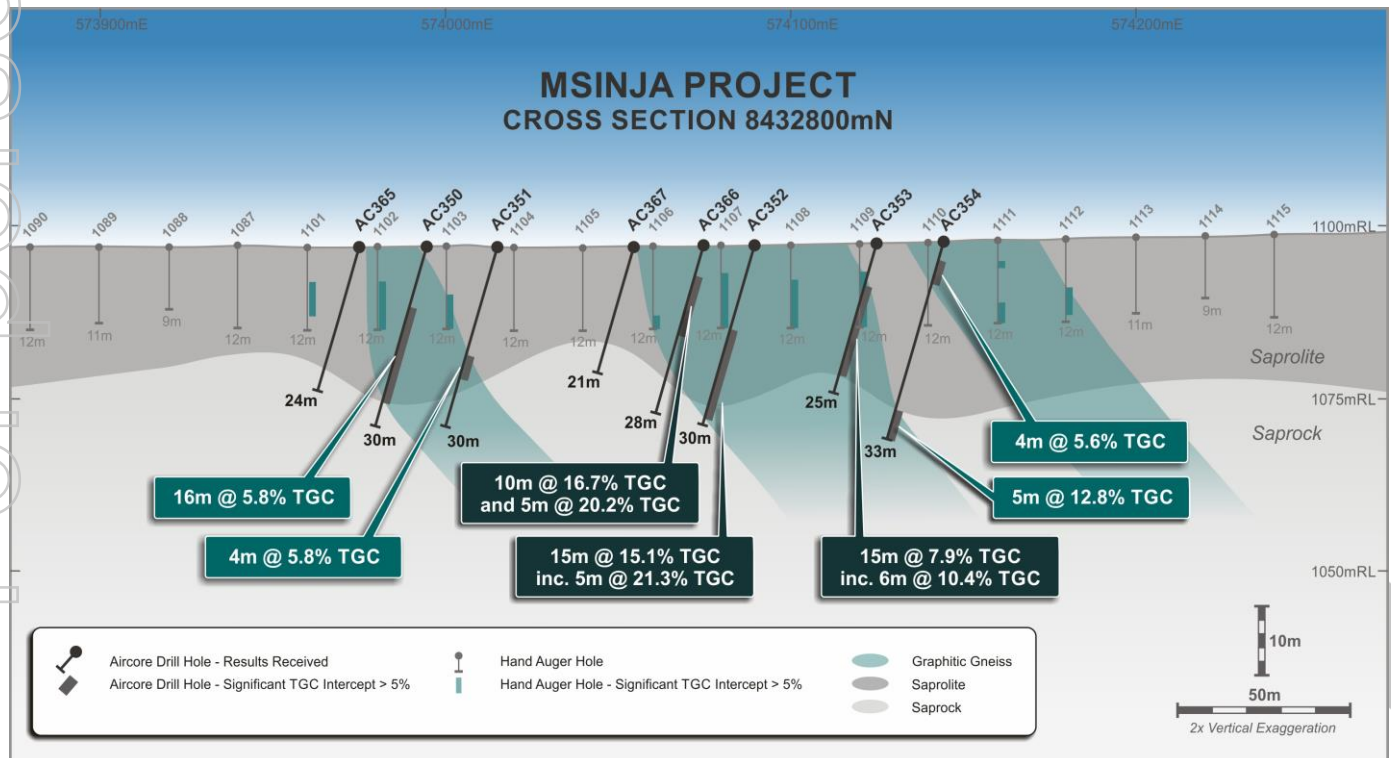 573900mE
574000mE
574100mE
574200mE
MSINJA PROJECT
CROSS SECTION 8432800mN
1090
1089
1088
1087
1101
AC365
1102
AC350
1103
AC351
1104
1105
AC367
1106
AC366
1107
AC352
1108
1109
AC353
1110
AC354
1111
1112
1113
1114
1115
1100mRL
12m
11m
9m
12m
12m
12m
12m
12m
12m
12m
12m
12m
12m
12m
12m
12m
11m
9m
12m
Saprolite
24m
30m
30m
21m
28m
30m
25m
33m
1075mRL
Saprock
4m @ 5.6% TGC
16m @ 5.8% TGC
10m @ 16.7% TGC
and 5m @ 20.2% TGC
5m @ 12.8% TGC
4m @ 5.8% TGC
15m @ 15.1% TGC
inc. 5m @ 21.3% TGC
15m @ 7.9% TGC
inc. 6m @ 10.4% TGC
1050mRL
Aircore Drill Hole - Results Received
Aircore Drill Hole - Significant TGC Intercept > 5%
Hand Auger Hole
Hand Auger Hole - Significant TGC Intercept > 5%
Graphitic Gneiss
Saprolite
Saprock
10m
50m
2x Vertical Exaggeration